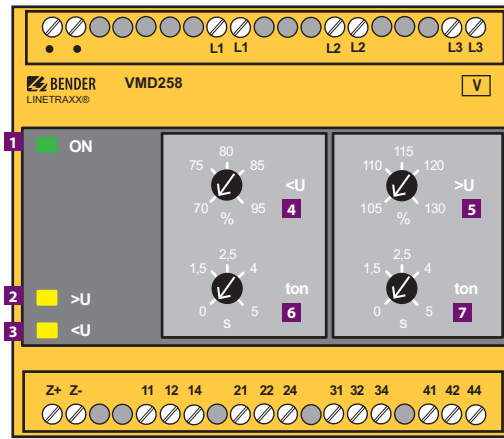 L1 L1 L2 L2 L3 L3
BENDER VMD258 V
LINETRAXX®
1 ON
80
75 85
70 95
%
<U
4
115
110 120
105 130
%
>U
5
2 >U
3 <U
2,5
1,5 4
0 5
s
ton
6
2,5
1,5 4
0 5
s
ton
7
Z+ Z- 11 12 14 21 22 24 31 32 34 41 42 44